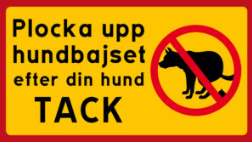 Plocka upp
hundbajset
efter din hund
TACK